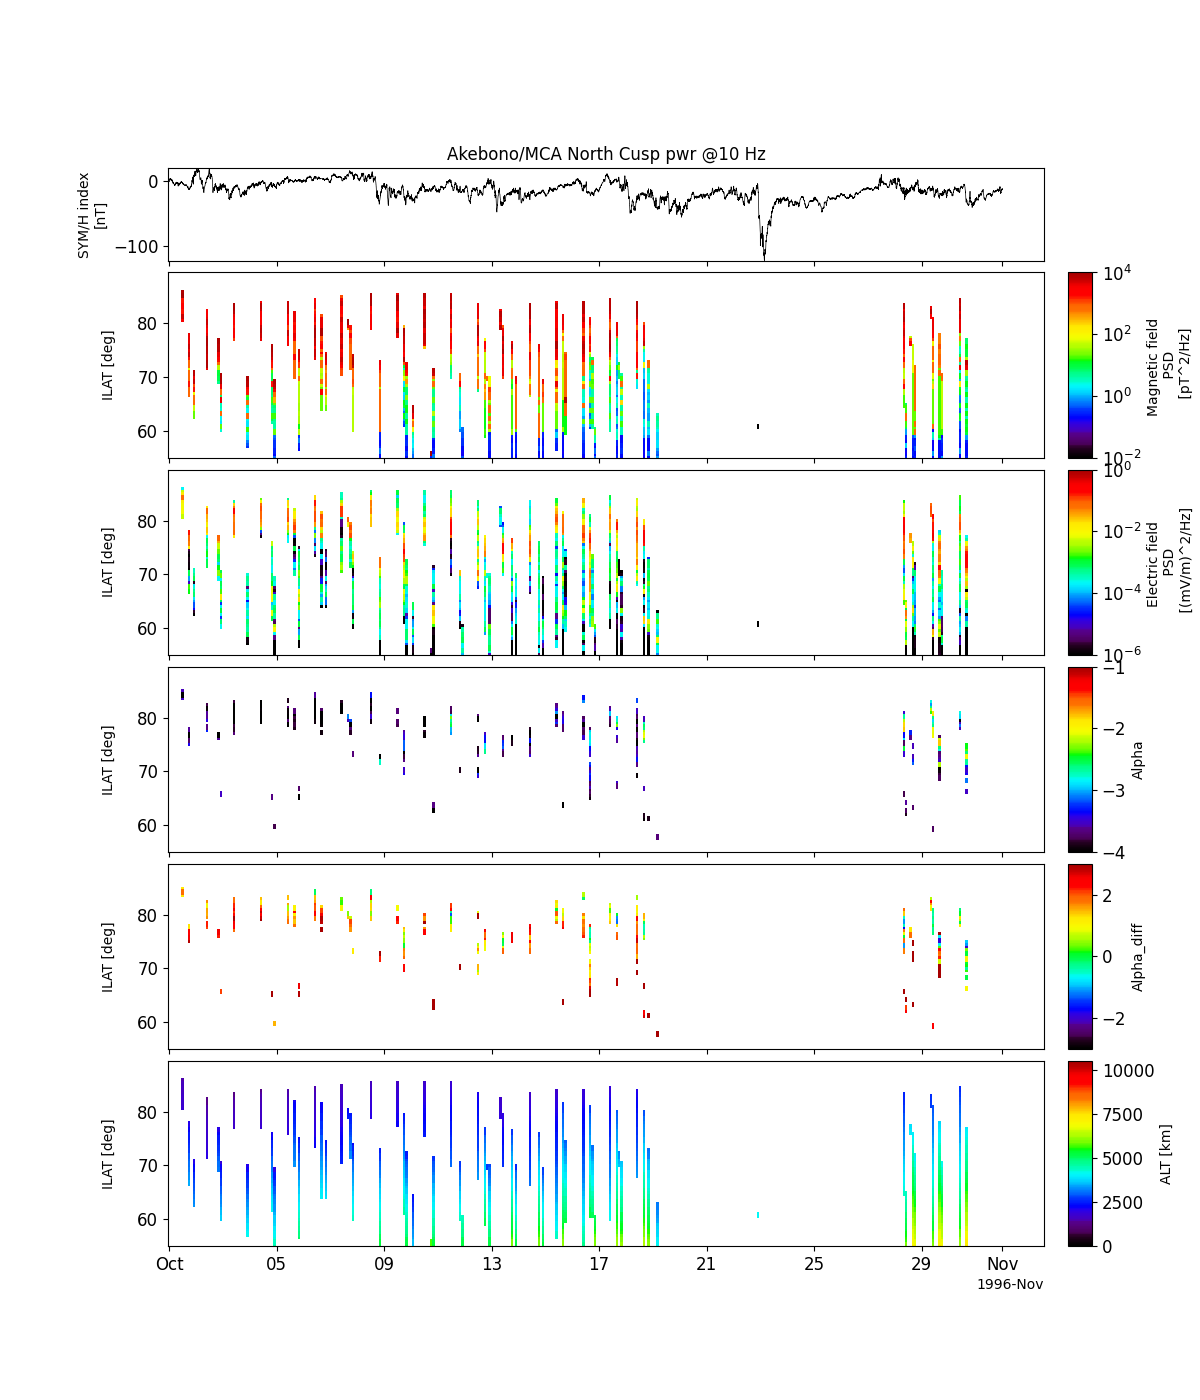 Akebono/MCA North Cusp pwr @10 Hz
SYM/H index
[nT]
0
−100
ILAT [deg]
80
70
60
10^4
10^2
10^0
10^−2
Magnetic field
PSD
[pT^2/Hz]
ILAT [deg]
80
70
60
10^0
10^−2
10^−4
10^−6
Electric field
PSD
[(mV/m)^2/Hz]
ILAT [deg]
80
70
60
−1
−2
−3
−4
Alpha
ILAT [deg]
80
70
60
2
0
−2
Alpha_diff
ILAT [deg]
80
70
60
10000
7500
5000
2500
0
ALT [km]
Oct 05 09 13 17 21 25 29 Nov
1996-Nov